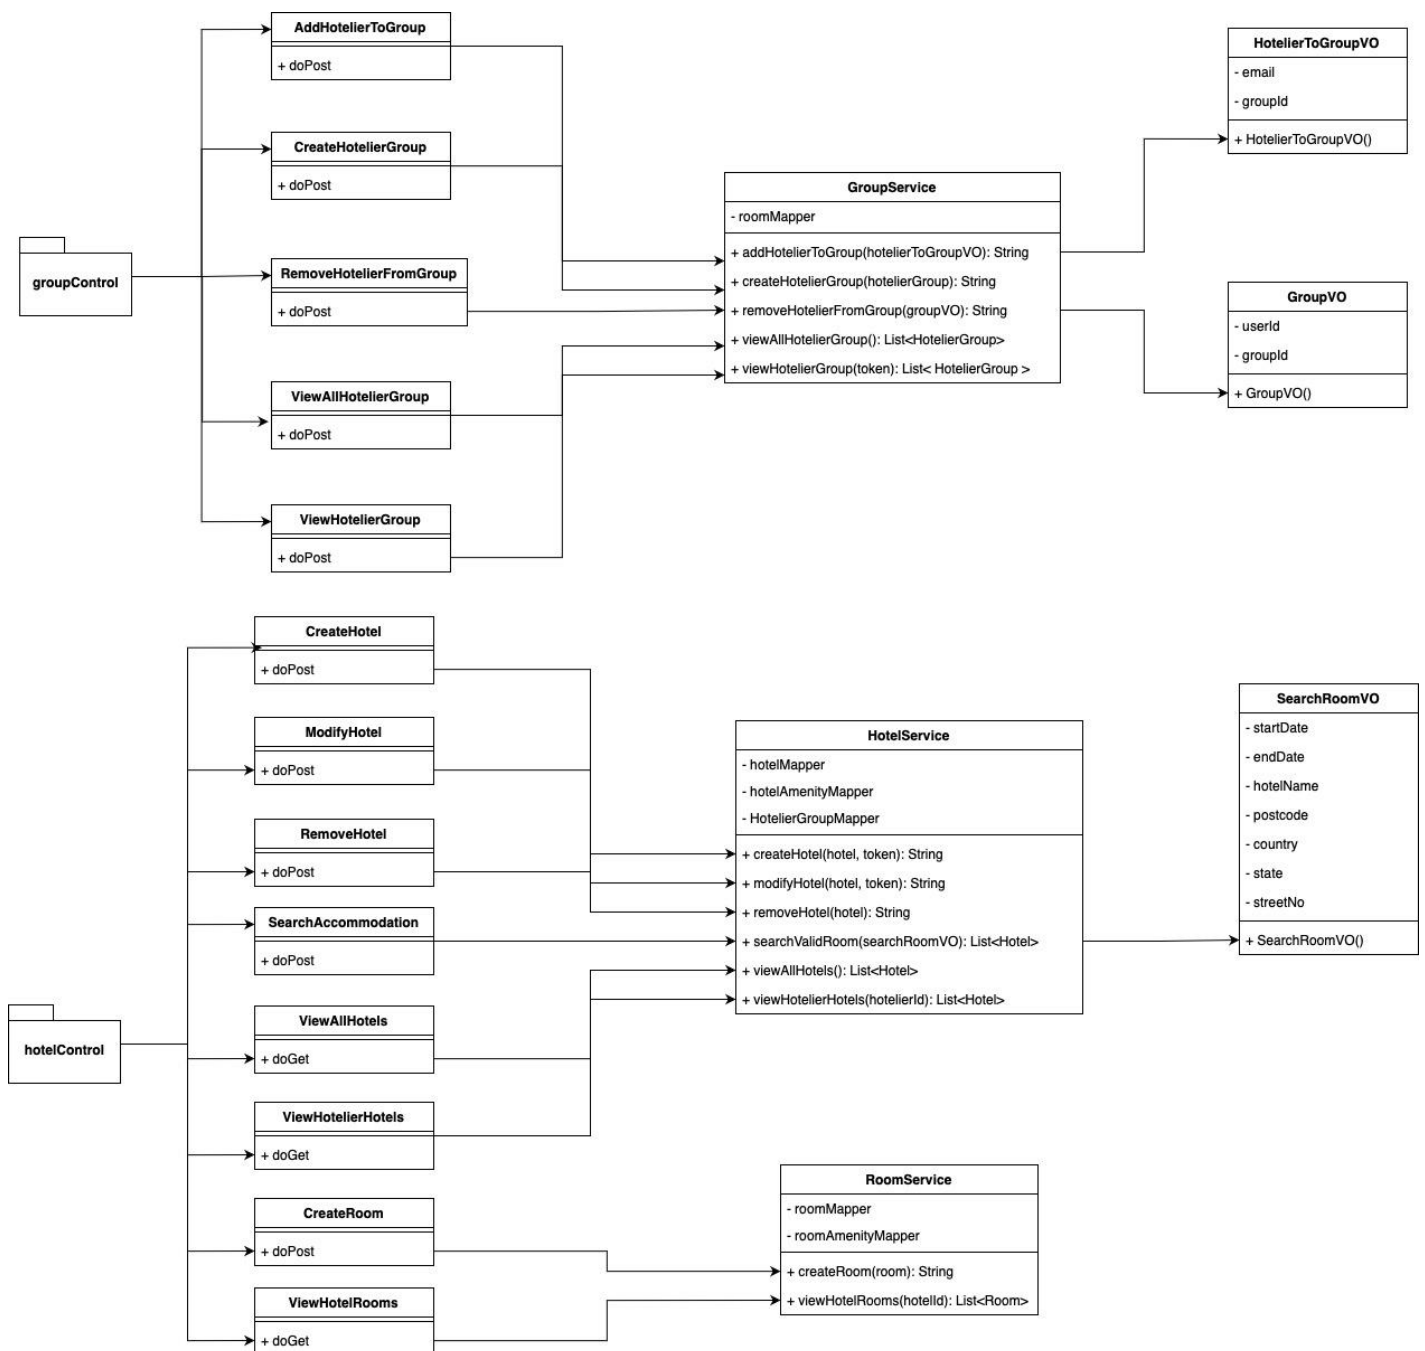 AddHotelierToGroup
+ doPost
CreateHotelierGroup
+ doPost
groupControl
RemoveHotelierFromGroup
+ doPost
ViewAllHotelierGroup
+ doPost
ViewHotelierGroup
+ doPost
GroupService
- roomMapper
+ addHotelierToGroup(hotelierToGroupVO): String
+ createHotelierGroup(hotelierGroup): String
+ removeHotelierFromGroup(groupVO): String
+ viewAllHotelierGroup(): List<HotelierGroup>
+ viewHotelierGroup(token): List< HotelierGroup >
HotelierToGroupVO
- email
- groupId
+ HotelierToGroupVO()
GroupVO
- userId
- groupId
+ GroupVO()
CreateHotel
+ doPost
ModifyHotel
+ doPost
RemoveHotel
+ doPost
SearchAccommodation
+ doPost
hotelControl
ViewAllHotels
+ doGet
ViewHotelierHotels
+ doGet
CreateRoom
+ doPost
ViewHotelRooms
+ doGet
HotelService
- hotelMapper
- hotelAmenityMapper
- HotelierGroupMapper
+ createHotel(hotel, token): String
+ modifyHotel(hotel, token): String
+ removeHotel(hotel): String
+ searchValidRoom(searchRoomVO): List<Hotel>
+ viewAllHotels(): List<Hotel>
+ viewHotelierHotels(hotelierId): List<Hotel>
SearchRoomVO
- startDate
- endDate
- hotelName
- postcode
- country
- state
- streetNo
+ SearchRoomVO()
RoomService
- roomMapper
- roomAmenityMapper
+ createRoom(room): String
+ viewHotelRooms(hotelId): List<Room>